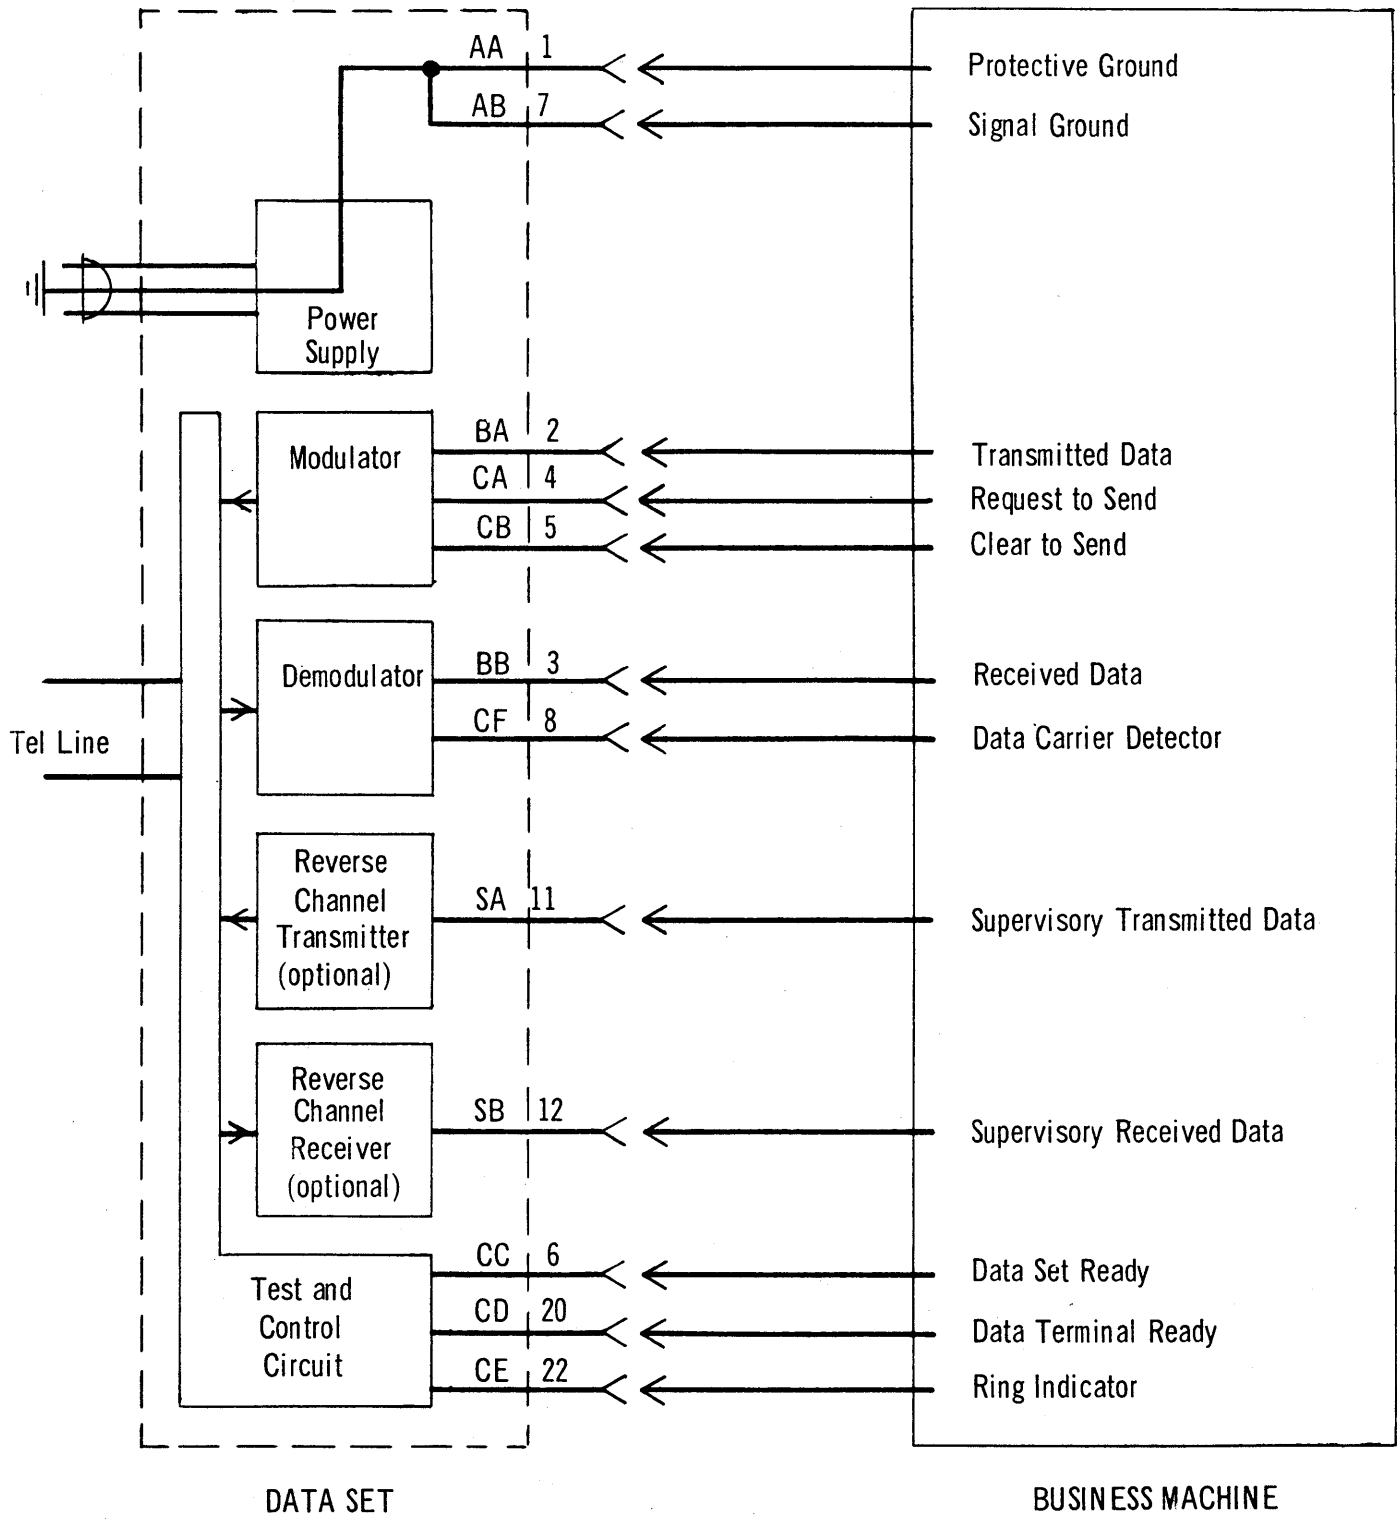 AA 1 Protective Ground
AB 7 Signal Ground
Power
Supply
Modulator
BA 2 Transmitted Data
CA 4 Request to Send
CB 5 Clear to Send
Demodulator
BB 3 Received Data
CF 8 Data Carrier Detector
Tel Line
Reverse
Channel
Transmitter
(optional)
SA 11 Supervisory Transmitted Data
Reverse
Channel
Receiver
(optional)
SB 12 Supervisory Received Data
Test and
Control
Circuit
CC 6 Data Set Ready
CD 20 Data Terminal Ready
CE 22 Ring Indicator
DATA SET
BUSINESS MACHINE